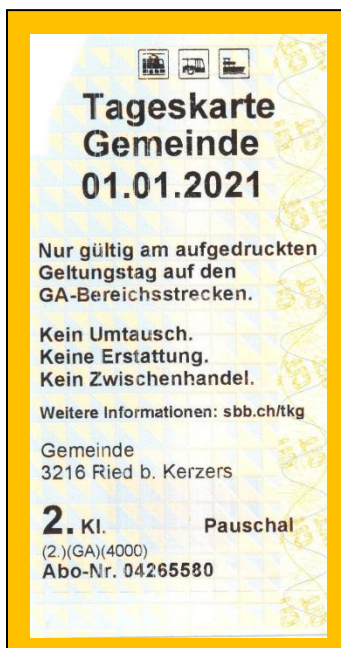 Tageskarte
Gemeinde
01.01.2021
Nur gültig am aufgedruckten
Geltungstag auf den
GA-Bereichsstrecken.
Kein Umtausch.
Keine Erstattung.
Kein Zwischenhandel.
Weitere Informationen: sbb.ch/tkg
Gemeinde
3216 Ried b. Kerzers
2. Kl. Pauschal
(2.)(GA)(4000)
Abo-Nr. 04265580